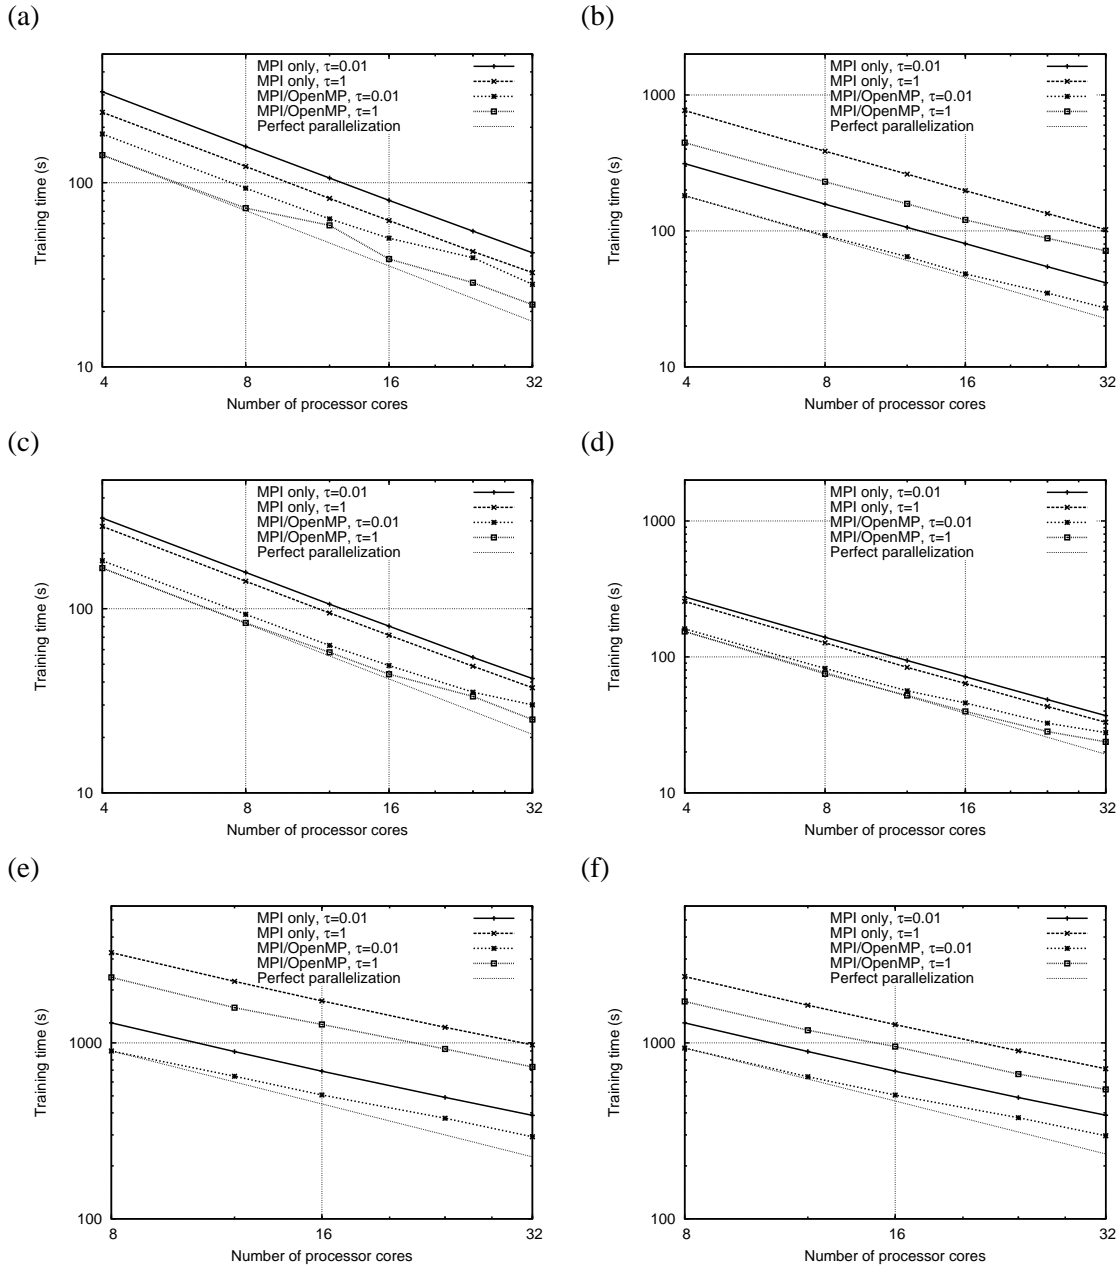 (a)
MPI only, τ=0.01
MPI only, τ=1
MPI/OpenMP, τ=0.01
MPI/OpenMP, τ=1
Perfect parallelization
Training time (s)
100
10
4 8 16 32
Number of processor cores
(b)
MPI only, τ=0.01
MPI only, τ=1
MPI/OpenMP, τ=0.01
MPI/OpenMP, τ=1
Perfect parallelization
Training time (s)
1000
100
10
4 8 16 32
Number of processor cores
(c)
MPI only, τ=0.01
MPI only, τ=1
MPI/OpenMP, τ=0.01
MPI/OpenMP, τ=1
Perfect parallelization
Training time (s)
100
10
4 8 16 32
Number of processor cores
(d)
MPI only, τ=0.01
MPI only, τ=1
MPI/OpenMP, τ=0.01
MPI/OpenMP, τ=1
Perfect parallelization
Training time (s)
1000
100
10
4 8 16 32
Number of processor cores
(e)
MPI only, τ=0.01
MPI only, τ=1
MPI/OpenMP, τ=0.01
MPI/OpenMP, τ=1
Perfect parallelization
Training time (s)
1000
100
8 16 32
Number of processor cores
(f)
MPI only, τ=0.01
MPI only, τ=1
MPI/OpenMP, τ=0.01
MPI/OpenMP, τ=1
Perfect parallelization
Training time (s)
1000
100
8 16 32
Number of processor cores